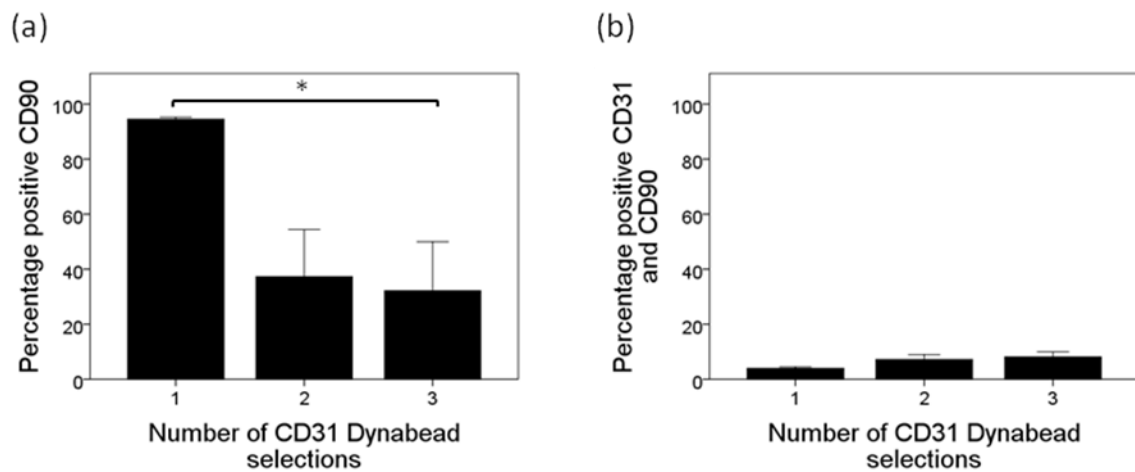 (a)
Percentage positive CD90
100
80
60
40
20
0
*
1 2 3
Number of CD31 Dynabead
selections
(b)
Percentage positive CD31
and CD90
100
80
60
40
20
0
1 2 3
Number of CD31 Dynabead
selections